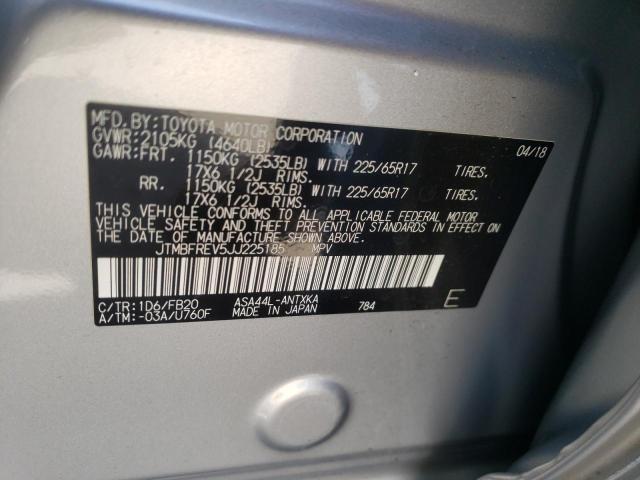 MFD. BY: TOYOTA MOTOR CORPORATION 04/18
GVWR: 2105KG (4640LB)
GAWR: FRT. 1150KG (2535LB) WITH 225/65R17 TIRES.
17X6 1/2J RIMS.
RR. 1150KG (2535LB) WITH 225/65R17 TIRES.
17X6 1/2J RIMS.
THIS VEHICLE CONFORMS TO ALL APPLICABLE FEDERAL MOTOR
VEHICLE SAFETY AND THEFT PREVENTION STANDARDS IN EFFECT ON
THE DATE OF MANUFACTURE SHOWN ABOVE.
JTMBFREV5JJ225185 MPV
C/TR: 1D6/FB20 ASA44L-ANTXKA
A/TM: -03A/U760F MADE IN JAPAN 784 E